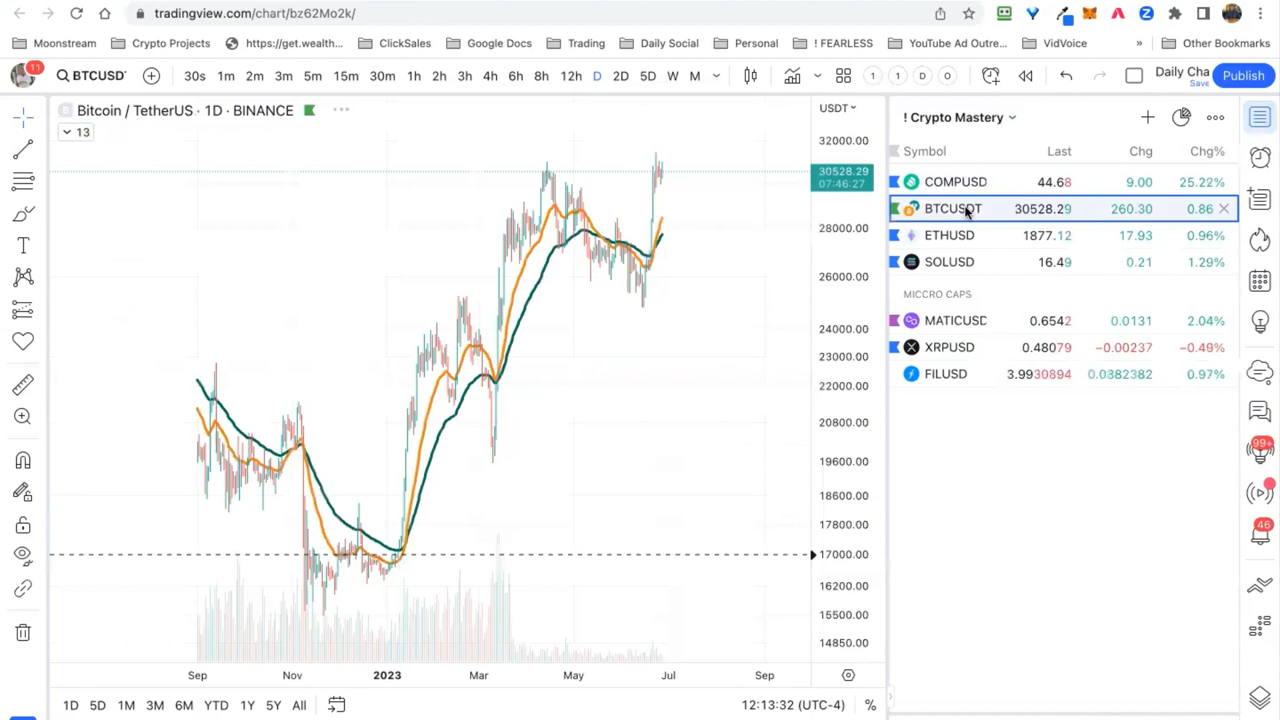 tradingview.com/chart/bz62Mo2k/
Moonstream Crypto Projects https://get.wealth... ClickSales Google Docs Trading Daily Social Personal ! FEARLESS YouTube Ad Outre... VidVoice » Other Bookmarks
11 BTCUSDT 30s 1m 2m 3m 5m 15m 30m 1h 2h 3h 4h 6h 8h 12h D 2D 5D W M 1 1 D O Daily Cha Save Publish
Bitcoin / TetherUS · 1D · BINANCE ... USDT
13
! Crypto Mastery
Symbol Last Chg Chg%
COMPUSD 44.68 9.00 25.22%
BTCUSDT 30528.29 260.30 0.86
ETHUSD 1877.12 17.93 0.96%
SOLUSD 16.49 0.21 1.29%
MICCRO CAPS
MATICUSD 0.6542 0.0131 2.04%
XRPUSD 0.48079 −0.00237 −0.49%
FILUSD 3.9930894 0.0382382 0.97%
32000.00
30528.29
07:46:27
28000.00
26000.00
24000.00
23000.00
22000.00
20800.00
19600.00
18600.00
17800.00
17000.00
16200.00
15500.00
14850.00
99+
46
Sep Nov 2023 Mar May Jul Sep
1D 5D 1M 3M 6M YTD 1Y 5Y All 12:13:32 (UTC-4) %